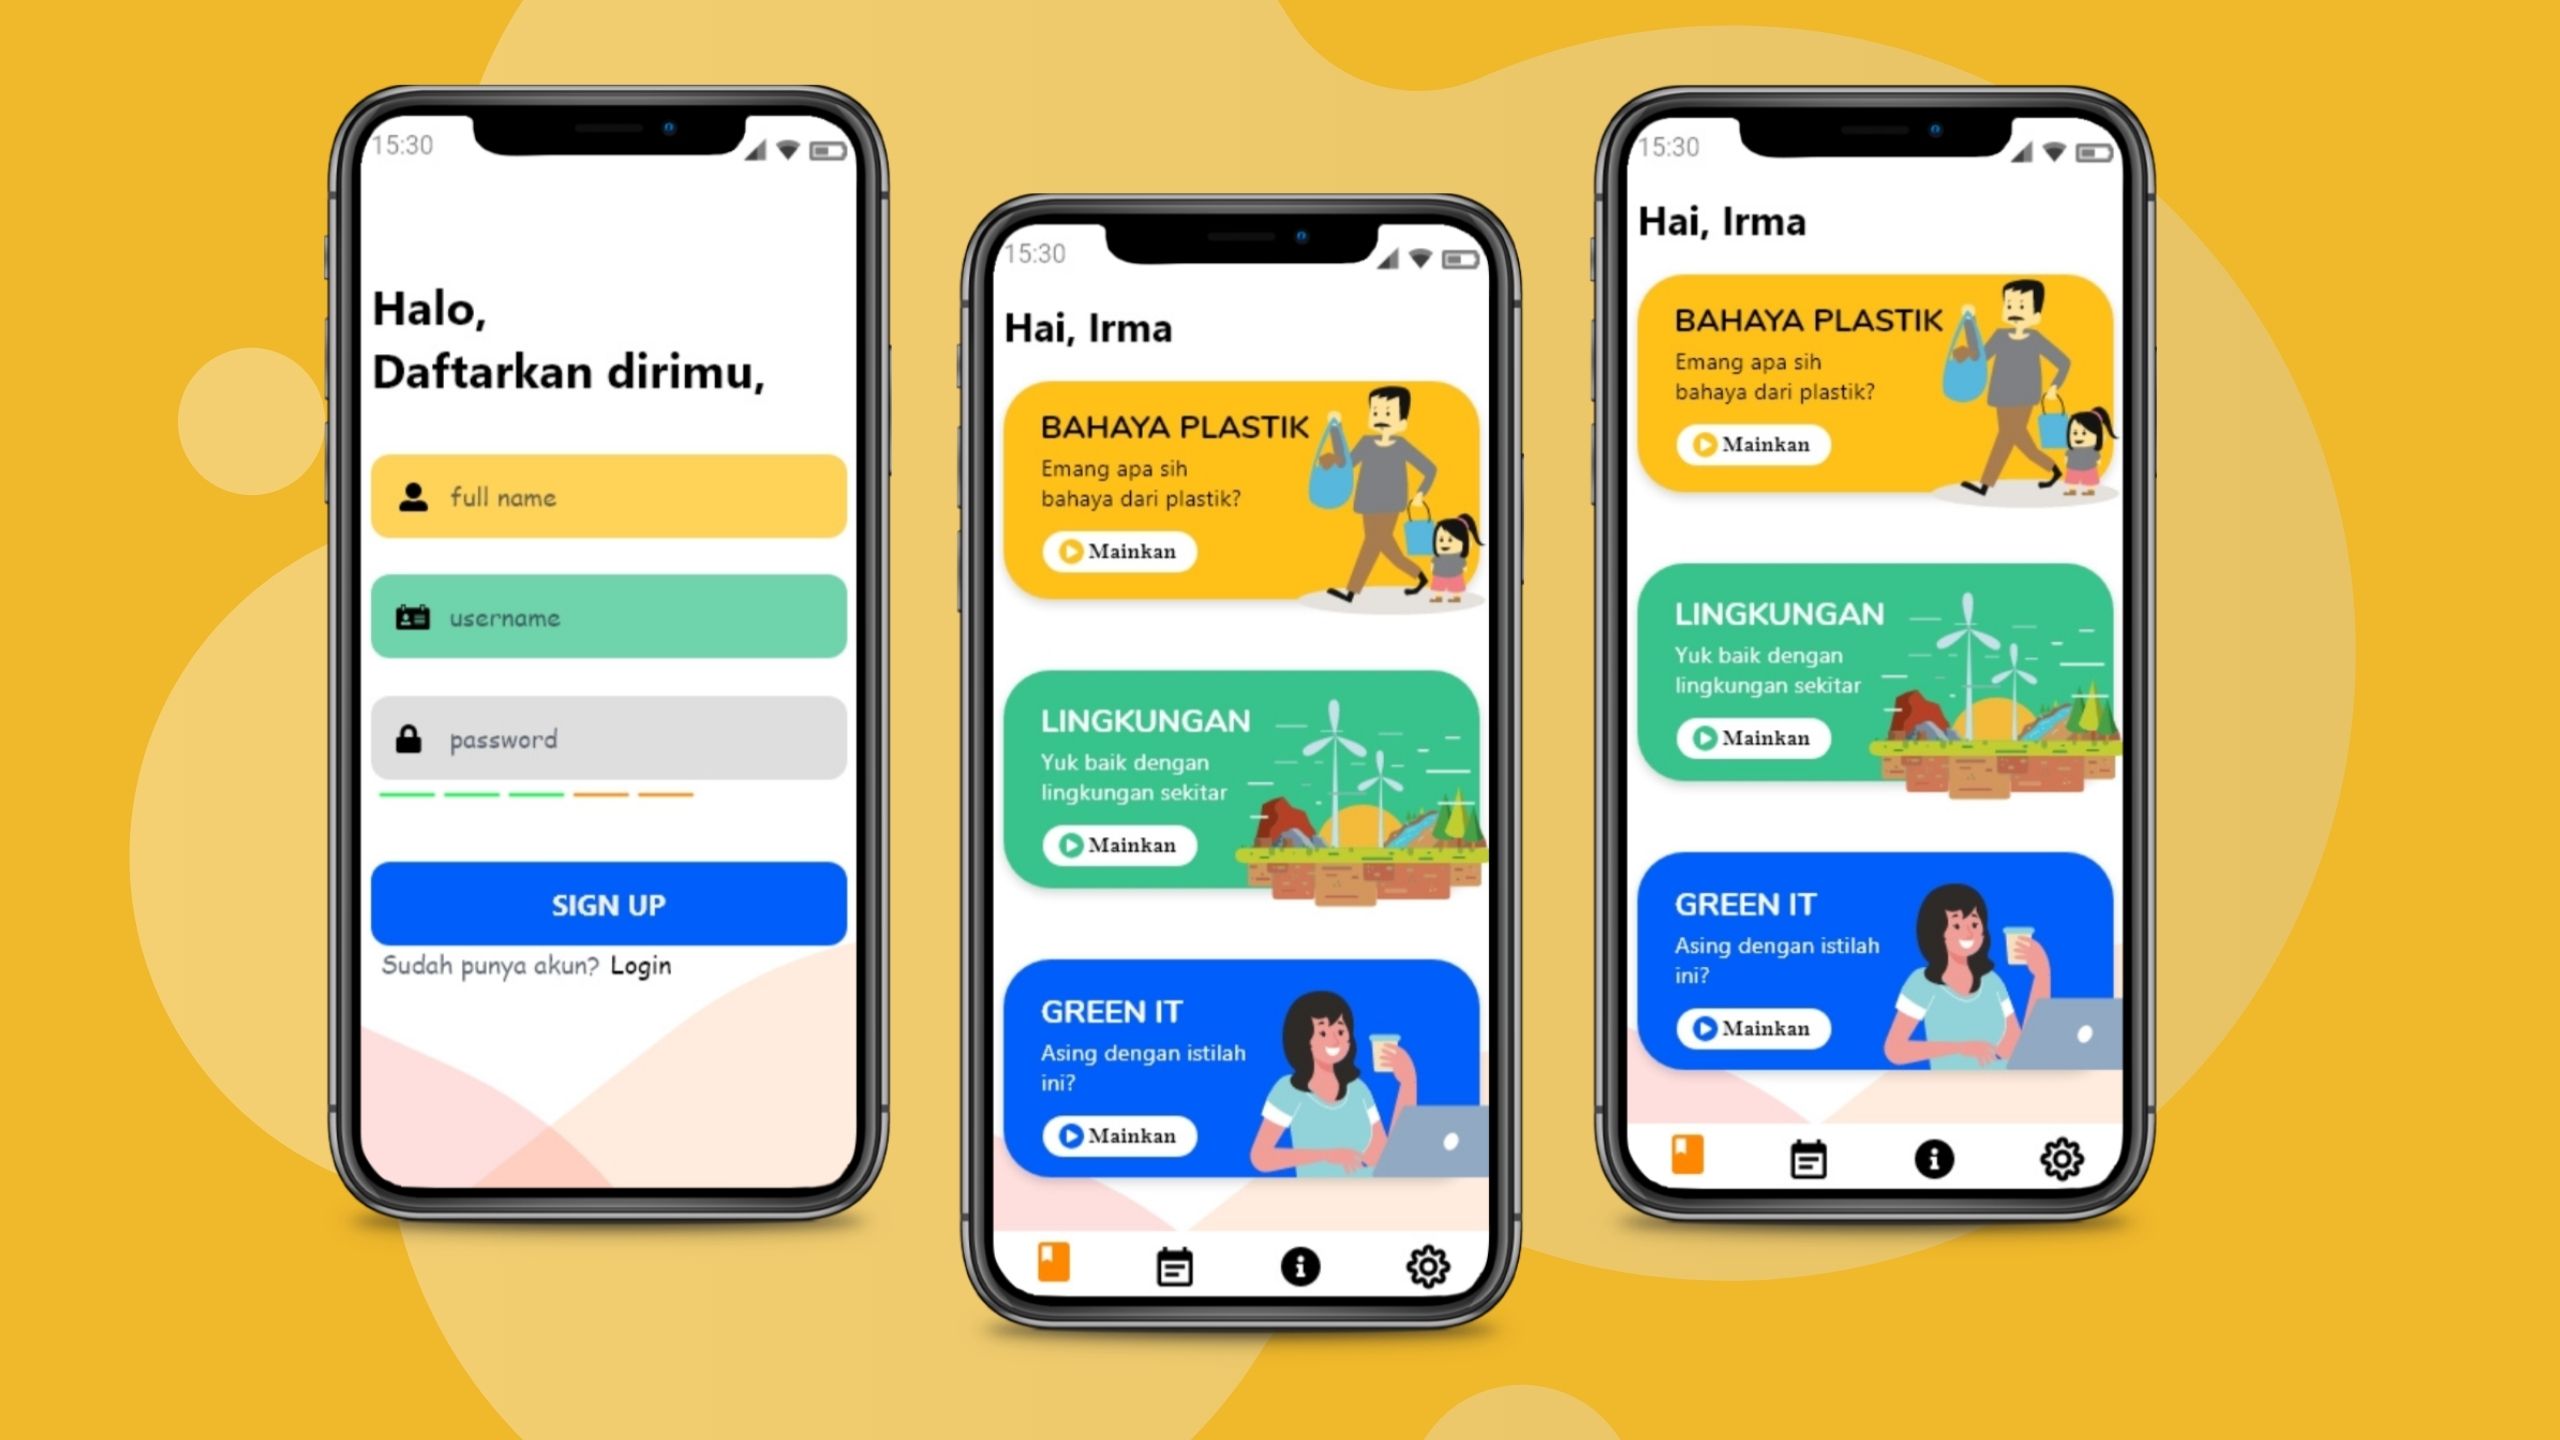 15:30
Halo,
Daftarkan dirimu,
full name
username
password
SIGN UP
Sudah punya akun? Login
15:30
Hai, Irma
BAHAYA PLASTIK
Emang apa sih
bahaya dari plastik?
Mainkan
LINGKUNGAN
Yuk baik dengan
lingkungan sekitar
Mainkan
GREEN IT
Asing dengan istilah
ini?
Mainkan
15:30
Hai, Irma
BAHAYA PLASTIK
Emang apa sih
bahaya dari plastik?
Mainkan
LINGKUNGAN
Yuk baik dengan
lingkungan sekitar
Mainkan
GREEN IT
Asing dengan istilah
ini?
Mainkan